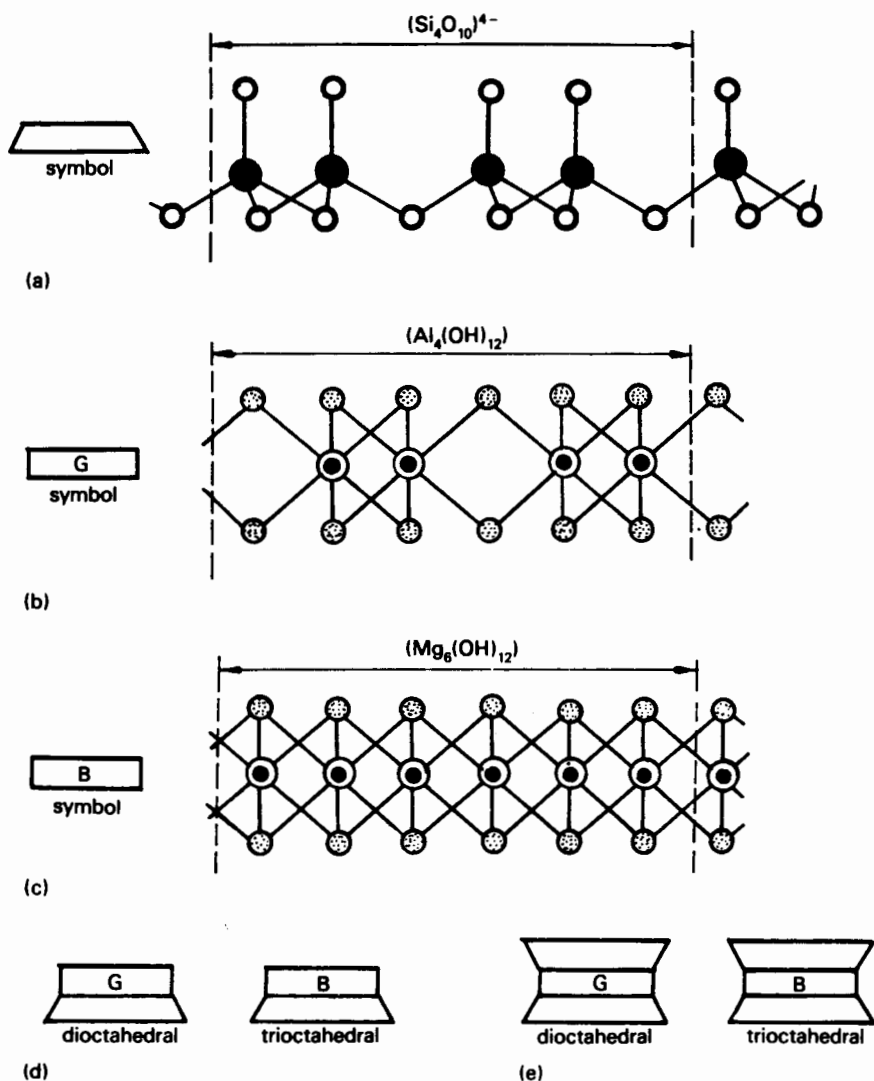 (Si₄O₁₀)⁴⁻
symbol
(a)
(Al₄(OH)₁₂)
G
symbol
(b)
(Mg₆(OH)₁₂)
B
symbol
(c)
G
B
G
B
dioctahedral
trioctahedral
dioctahedral
trioctahedral
(d)
(e)